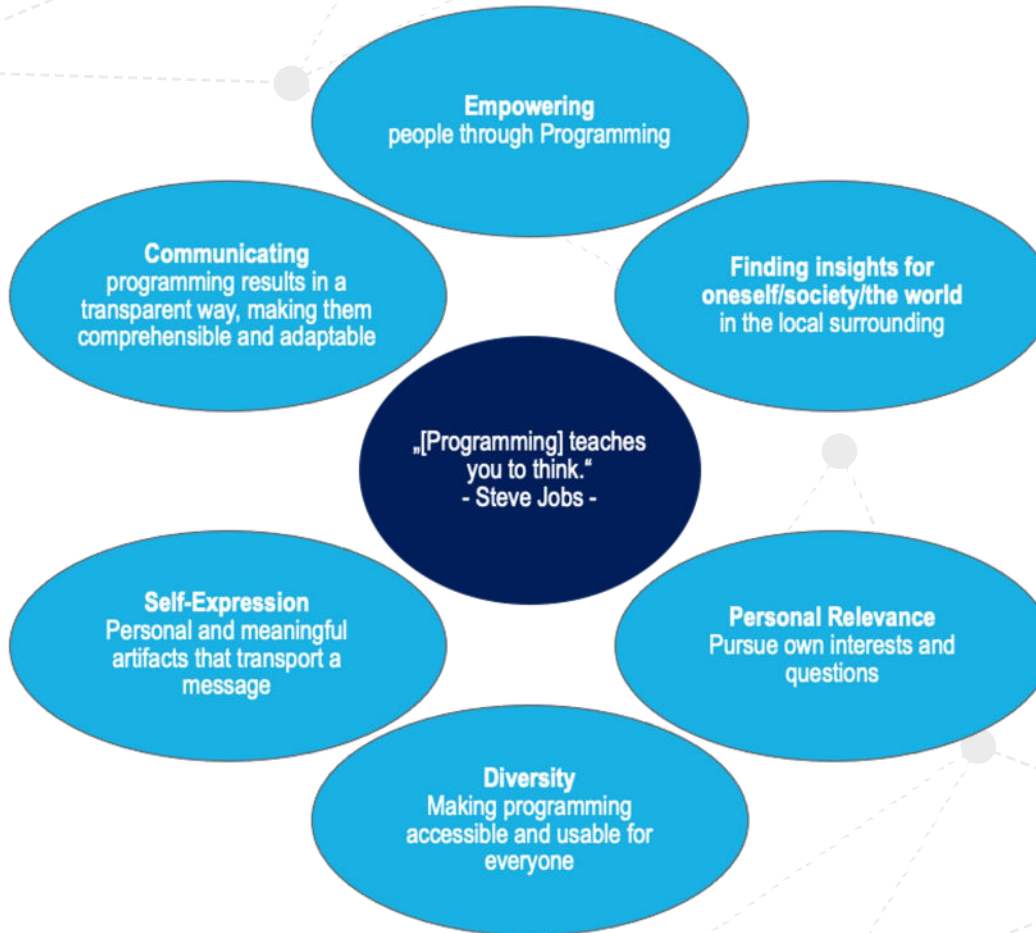 Empowering
people through Programming
Communicating
programming results in a
transparent way, making them
comprehensible and adaptable
Finding insights for
oneself/society/the world
in the local surrounding
„[Programming] teaches
you to think.“
- Steve Jobs -
Self-Expression
Personal and meaningful
artifacts that transport a
message
Personal Relevance
Pursue own interests and
questions
Diversity
Making programming
accessible and usable for
everyone